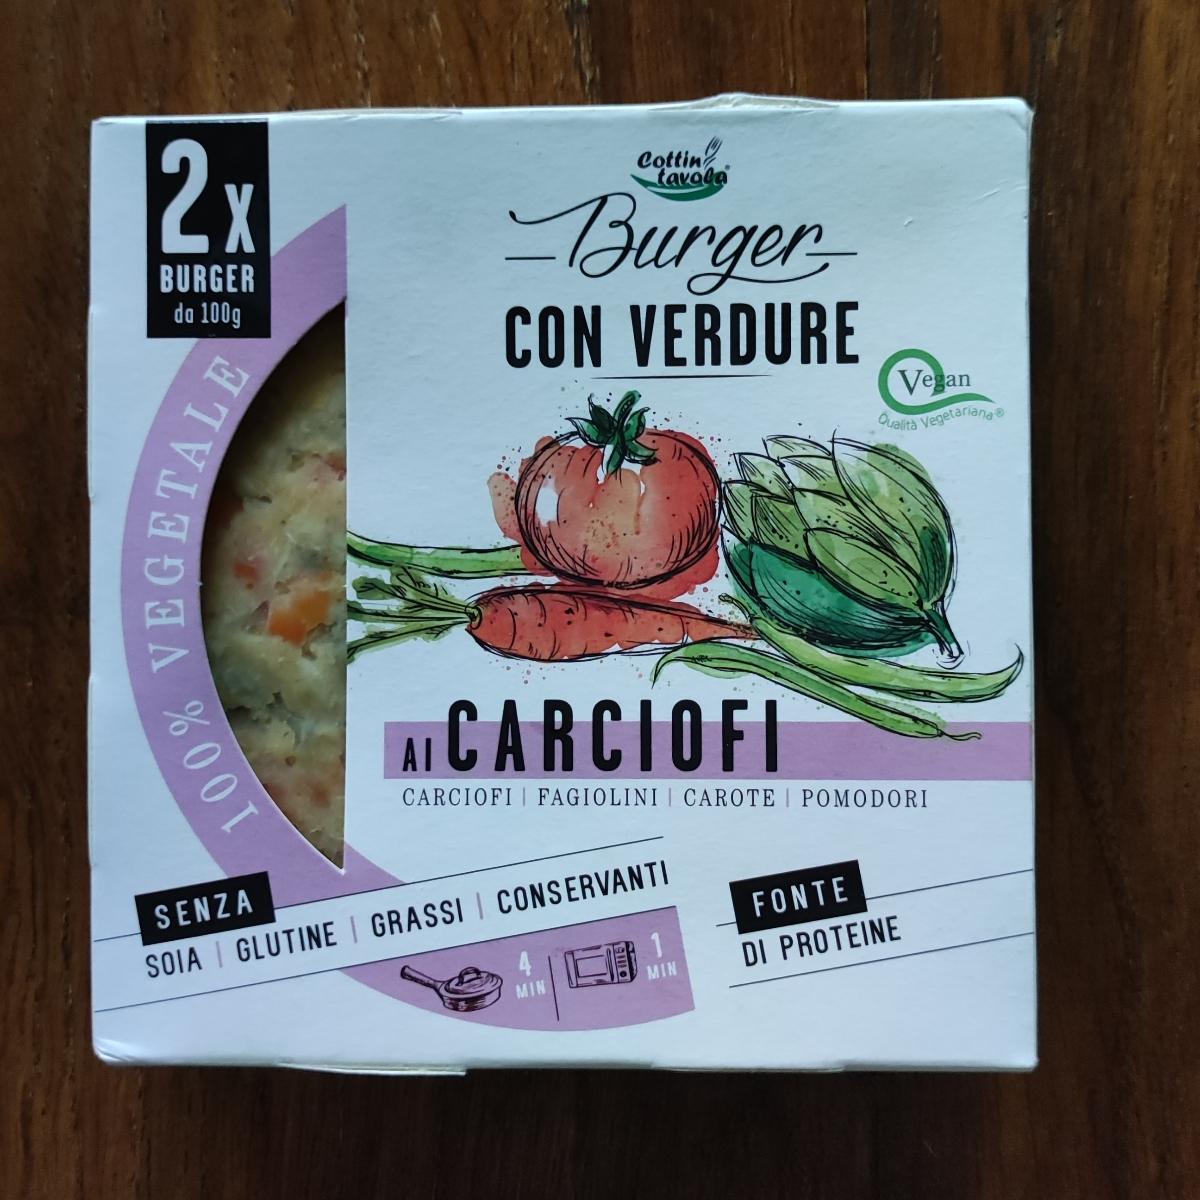 2x
BURGER
da 100g
Cottin
tavola®
Burger
CON VERDURE
Vegan
Qualità Vegetariana®
100% VEGETALE
AI CARCIOFI
CARCIOFI | FAGIOLINI | CAROTE | POMODORI
SENZA
SOIA | GLUTINE | GRASSI | CONSERVANTI
4
MIN
1
MIN
FONTE
DI PROTEINE